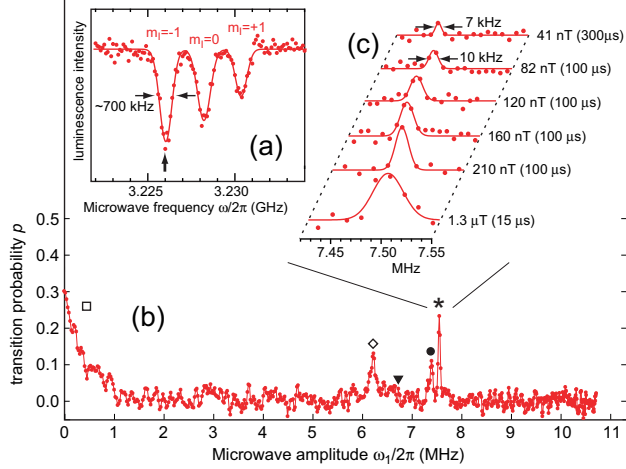 luminescence intensity
m_I=-1
m_I=0
m_I=+1
~700 kHz
(a)
3.225
3.230
Microwave frequency ω/2π (GHz)
(c)
7 kHz
41 nT (300μs)
10 kHz
82 nT (100 μs)
120 nT (100 μs)
160 nT (100 μs)
210 nT (100 μs)
1.3 μT (15 μs)
7.45
7.50
7.55
MHz
transition probability p
0.5
0.4
0.3
0.2
0.1
0.0
(b)
*
0
1
2
3
4
5
6
7
8
9
10
11
Microwave amplitude ω₁/2π (MHz)